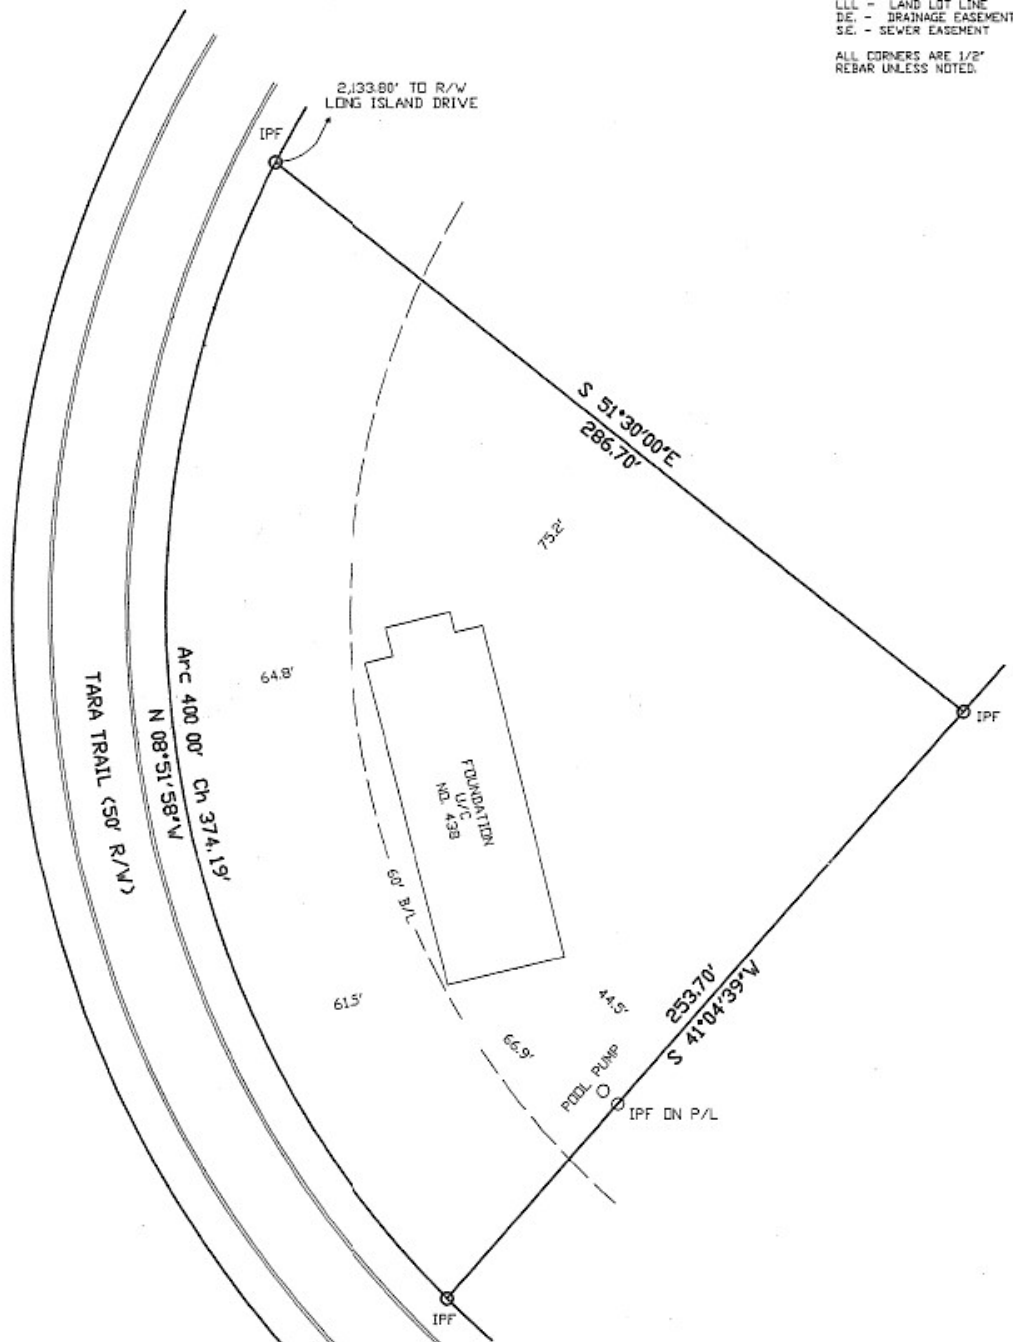 LLL - LAND LOT LINE
D.E. - DRAINAGE EASEMENT
S.E. - SEWER EASEMENT
ALL CORNERS ARE 1/2"
REBAR UNLESS NOTED.
2,133.80' TO R/W
LONG ISLAND DRIVE
IPF
S 51°30'00"E
286.70'
75.2'
64.8'
IPF
Arc 400.00' Ch 374.19'
N 08°51'58"W
TARA TRAIL (50' R/W)
FOUNDATION
U/C
NO. 438
60' B/L
61.5'
44.5'
66.9'
253.70'
S 41°04'39"W
POOL PUMP
IPF ON P/L
IPF